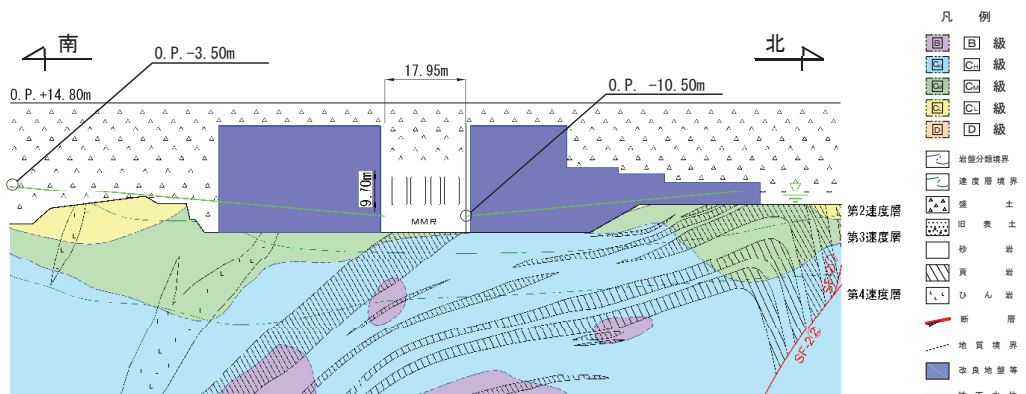 南
O.P.-3.50m
北
17.95m
O.P. -10.50m
O.P.+14.80m
9.70m
MMR
第2速度層
第3速度層
第4速度層
SF-2
SF-2
凡 例
B B 級
CH CH 級
CM CM 級
CL CL 級
D D 級
岩盤分類境界
速度層境界
盛 土
旧 表 土
砂 岩
頁 岩
ひん岩
断 層
地質境界
改良地盤等